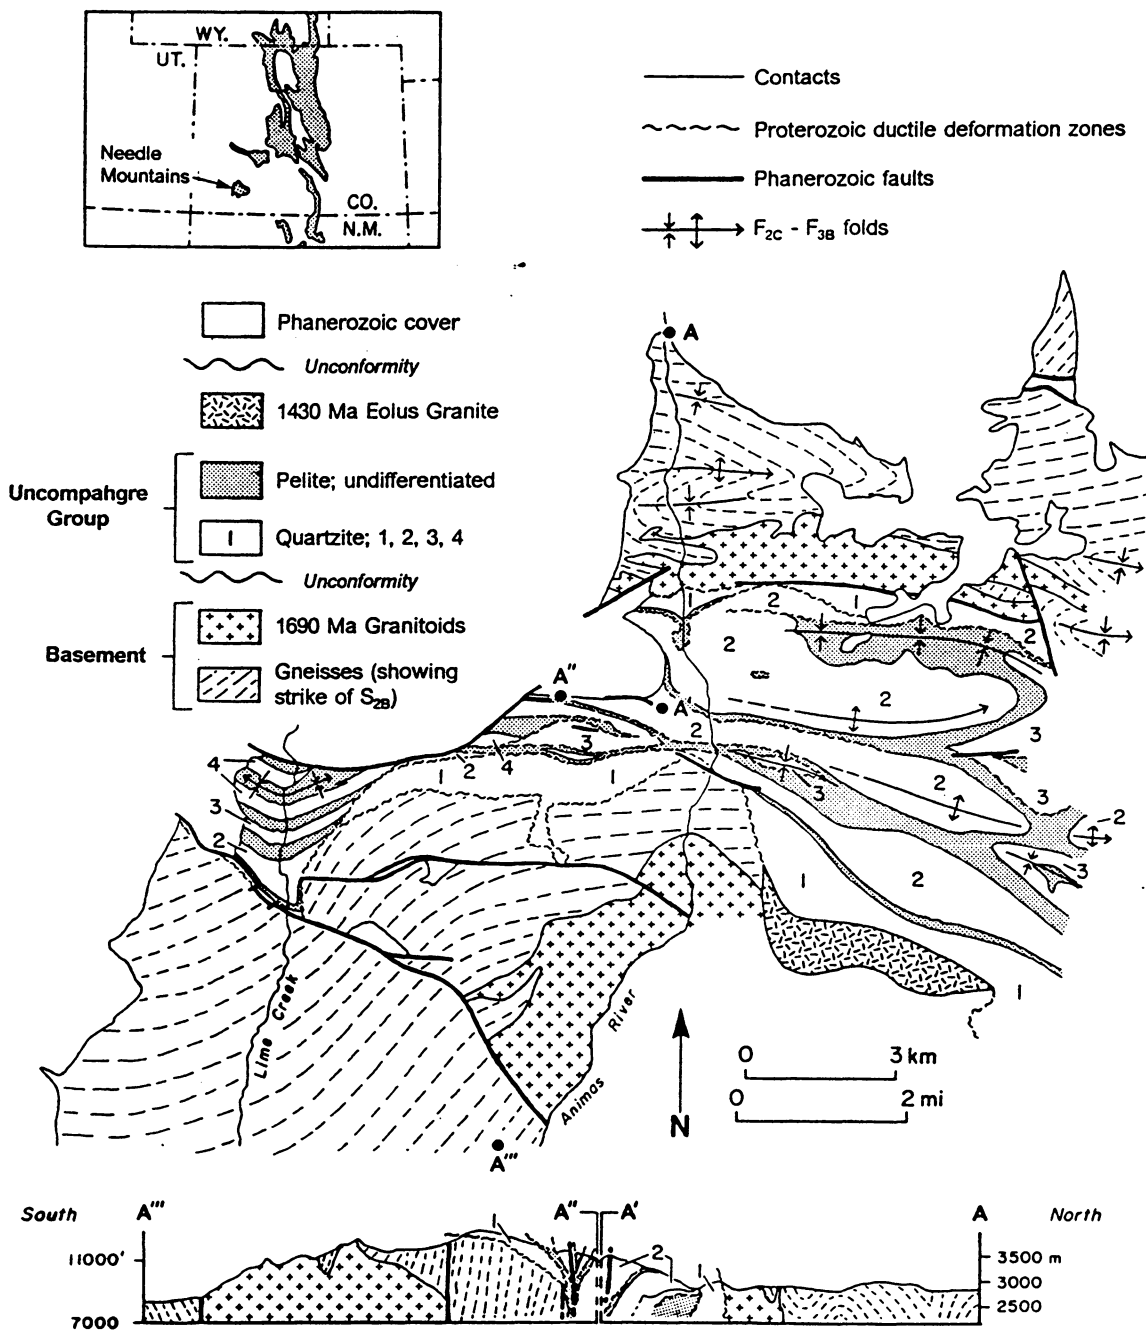 WY.
UT.
Needle
Mountains
CO.
N.M.
Contacts
Proterozoic ductile deformation zones
Phanerozoic faults
F2C - F3B folds
Phanerozoic cover
Unconformity
1430 Ma Eolus Granite
Uncompahgre
Group
Pelite; undifferentiated
1 Quartzite; 1, 2, 3, 4
Unconformity
Basement
1690 Ma Granitoids
Gneisses (showing
strike of S2B)
A
1 2 1
2
2
A''
A'
2
2
3
4
3
2
1 2 4
3
1
3
2
3
2
3
1
2
1
Lime Creek
Animas River
N
0 3 km
0 2 mi
A'''
South A''' A'' A' A North
1
2
1
11000'
7000
3500 m
3000
2500